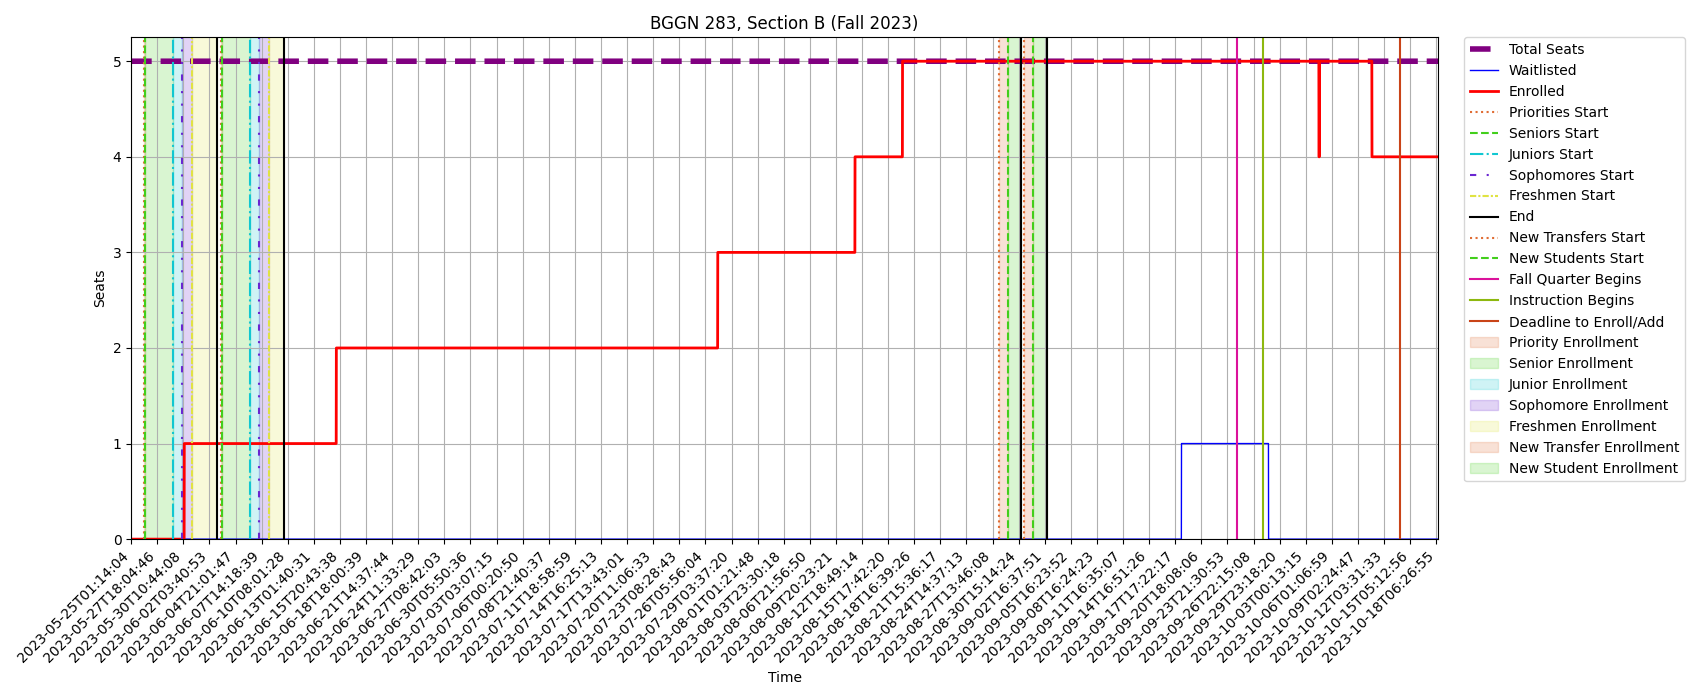 BGGN 283, Section B (Fall 2023)
Seats
5
4
3
2
1
0
2023-05-25T01:14:04
2023-05-27T18:04:46
2023-05-30T10:44:08
2023-06-02T03:40:53
2023-06-04T21:01:47
2023-06-07T14:18:39
2023-06-10T08:01:28
2023-06-13T01:40:31
2023-06-15T20:43:38
2023-06-18T18:00:39
2023-06-21T14:37:44
2023-06-24T11:33:29
2023-06-27T08:42:03
2023-06-30T05:50:36
2023-07-03T03:07:15
2023-07-06T00:20:50
2023-07-08T21:40:37
2023-07-11T18:58:59
2023-07-14T16:25:13
2023-07-17T13:43:01
2023-07-20T11:06:33
2023-07-23T08:28:43
2023-07-26T05:56:04
2023-07-29T03:37:20
2023-08-01T01:21:48
2023-08-03T23:30:18
2023-08-06T21:56:50
2023-08-09T20:23:21
2023-08-12T18:49:14
2023-08-15T17:42:20
2023-08-18T16:39:26
2023-08-21T15:36:17
2023-08-24T14:37:13
2023-08-27T13:46:08
2023-08-30T15:14:24
2023-09-02T16:37:51
2023-09-05T16:23:52
2023-09-08T16:24:23
2023-09-11T16:35:07
2023-09-14T16:51:26
2023-09-17T17:22:17
2023-09-20T18:08:06
2023-09-23T21:30:53
2023-09-26T22:15:08
2023-09-29T23:18:20
2023-10-03T00:13:15
2023-10-06T01:06:59
2023-10-09T02:24:47
2023-10-12T03:31:33
2023-10-15T05:12:56
2023-10-18T06:26:55
Time
Total Seats
Waitlisted
Enrolled
Priorities Start
Seniors Start
Juniors Start
Sophomores Start
Freshmen Start
End
New Transfers Start
New Students Start
Fall Quarter Begins
Instruction Begins
Deadline to Enroll/Add
Priority Enrollment
Senior Enrollment
Junior Enrollment
Sophomore Enrollment
Freshmen Enrollment
New Transfer Enrollment
New Student Enrollment